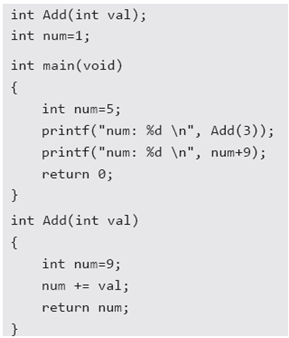 int Add(int val);
int num=1;
int main(void)
{
    int num=5;
    printf("num: %d \n", Add(3));
    printf("num: %d \n", num+9);
    return 0;
}
int Add(int val)
{
    int num=9;
    num += val;
    return num;
}